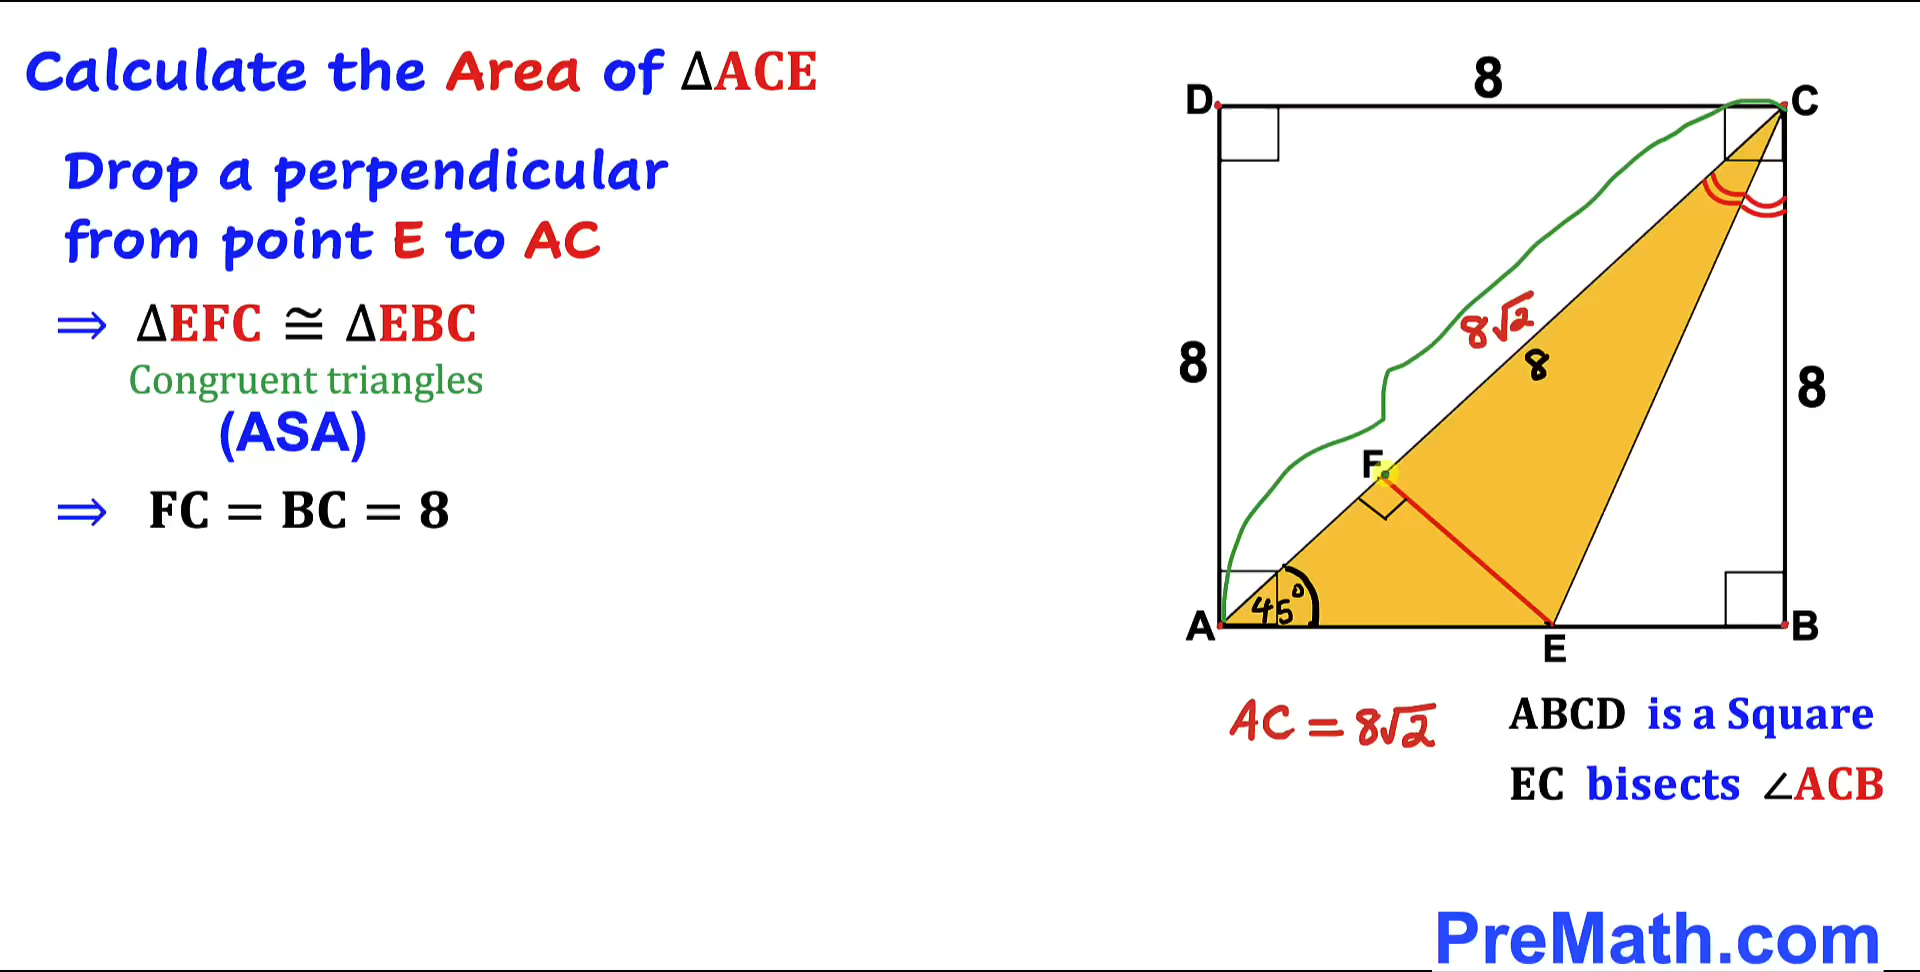 Calculate the Area of ΔACE
Drop a perpendicular
from point E to AC
⇒ ΔEFC ≅ ΔEBC
Congruent triangles
(ASA)
⇒ FC = BC = 8
8
D
C
8√2
8
8
8
F
45°
A
B
E
AC = 8√2
ABCD is a Square
EC bisects ∠ACB
PreMath.com